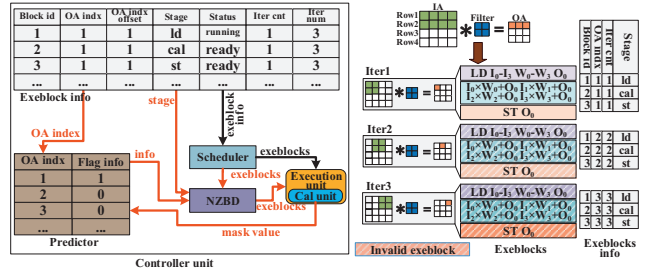 Block id OA indx OA indx offset Stage Status Iter cnt Iter num
1 1 1 ld running 1 3
2 1 1 cal ready 1 3
3 1 1 st ready 1 3
... ... ... ... ... ... ...
Exeblock info
stage
exeblock info
OA index
OA indx Flag info
1 1
2 0
3 0
... ...
Predictor
info
Scheduler
exeblocks
exeblocks
NZBD
exeblocks
Execution unit
Cal unit
mask value
Controller unit
IA
Row1
Row2
Row3
Row4
*
Filter
=
OA
Iter1
* =
LD I₀-I₃ W₀-W₃ O₀
I₀×W₀+O₀ I₁×W₁+O₀
I₂×W₂+O₀ I₃×W₃+O₀
ST O₀
Iter2
* =
LD I₀-I₃ W₀-W₃ O₀
I₀×W₀+O₀ I₁×W₁+O₀
I₂×W₂+O₀ I₃×W₃+O₀
ST O₀
Iter3
* =
LD I₀-I₃ W₀-W₃ O₀
I₀×W₀+O₀ I₁×W₁+O₀
I₂×W₂+O₀ I₃×W₃+O₀
ST O₀
Invalid exeblock
Exeblocks
Block id OA indx Iter cnt Stage
1 1 1 ld
2 1 1 cal
3 1 1 st
1 2 2 ld
2 2 2 cal
3 2 2 st
1 3 3 ld
2 3 3 cal
3 3 3 st
Exeblocks info